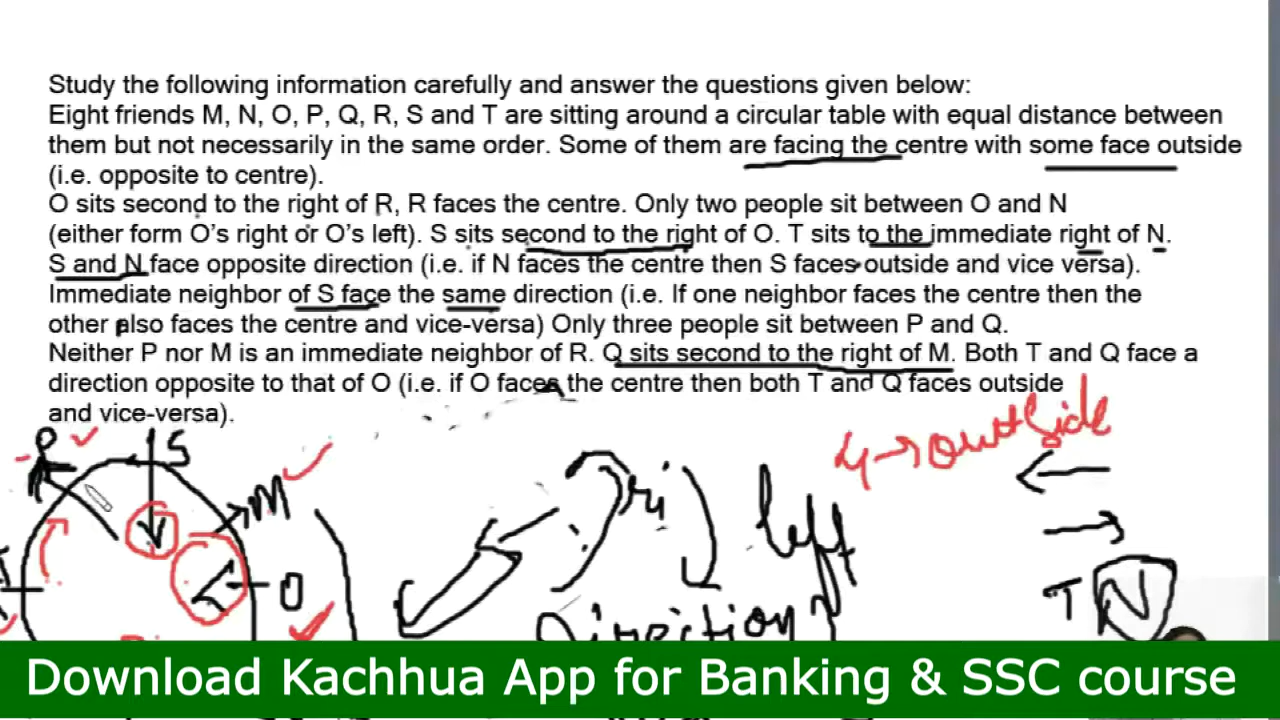 Study the following information carefully and answer the questions given below:
Eight friends M, N, O, P, Q, R, S and T are sitting around a circular table with equal distance between
them but not necessarily in the same order. Some of them are facing the centre with some face outside
(i.e. opposite to centre).
O sits second to the right of R, R faces the centre. Only two people sit between O and N
(either form O's right or O's left). S sits second to the right of O. T sits to the immediate right of N.
S and N face opposite direction (i.e. if N faces the centre then S faces outside and vice versa).
Immediate neighbor of S face the same direction (i.e. If one neighbor faces the centre then the
other also faces the centre and vice-versa) Only three people sit between P and Q.
Neither P nor M is an immediate neighbor of R. Q sits second to the right of M. Both T and Q face a
direction opposite to that of O (i.e. if O faces the centre then both T and Q faces outside
and vice-versa).
4 → outside
P S M
left
O
T N
Direction
Download Kachhua App for Banking & SSC course